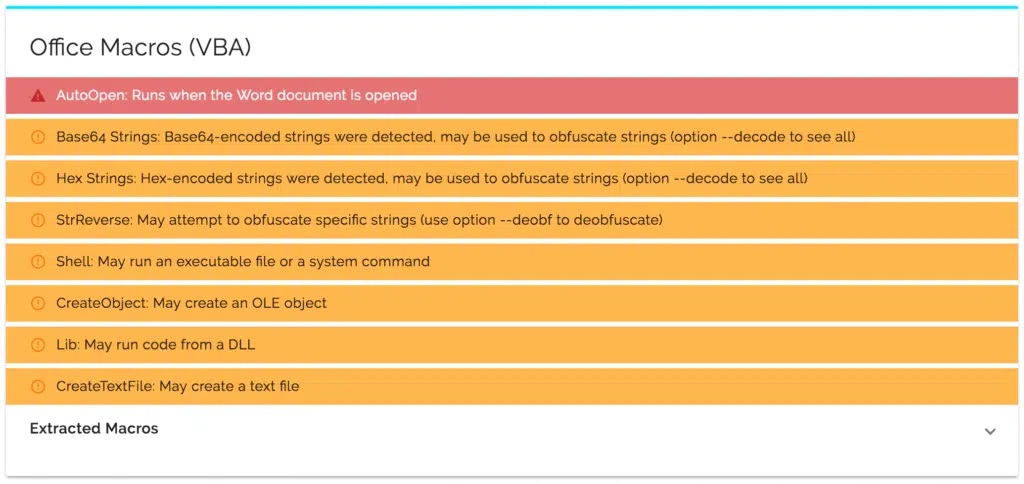 Office Macros (VBA)
AutoOpen: Runs when the Word document is opened
Base64 Strings: Base64-encoded strings were detected, may be used to obfuscate strings (option --decode to see all)
Hex Strings: Hex-encoded strings were detected, may be used to obfuscate strings (option --decode to see all)
StrReverse: May attempt to obfuscate specific strings (use option --deobf to deobfuscate)
Shell: May run an executable file or a system command
CreateObject: May create an OLE object
Lib: May run code from a DLL
CreateTextFile: May create a text file
Extracted Macros